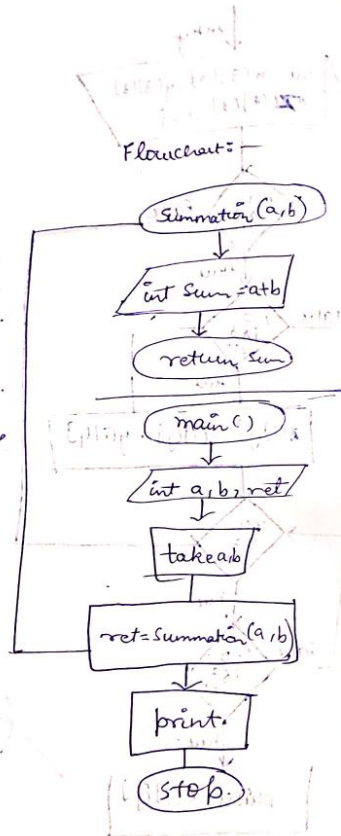 Flowchart:-
Summation (a,b)
int Sum = a+b
return Sum
main()
int a, b, ret
take a,b
ret = Summation (a,b)
print.
stop.